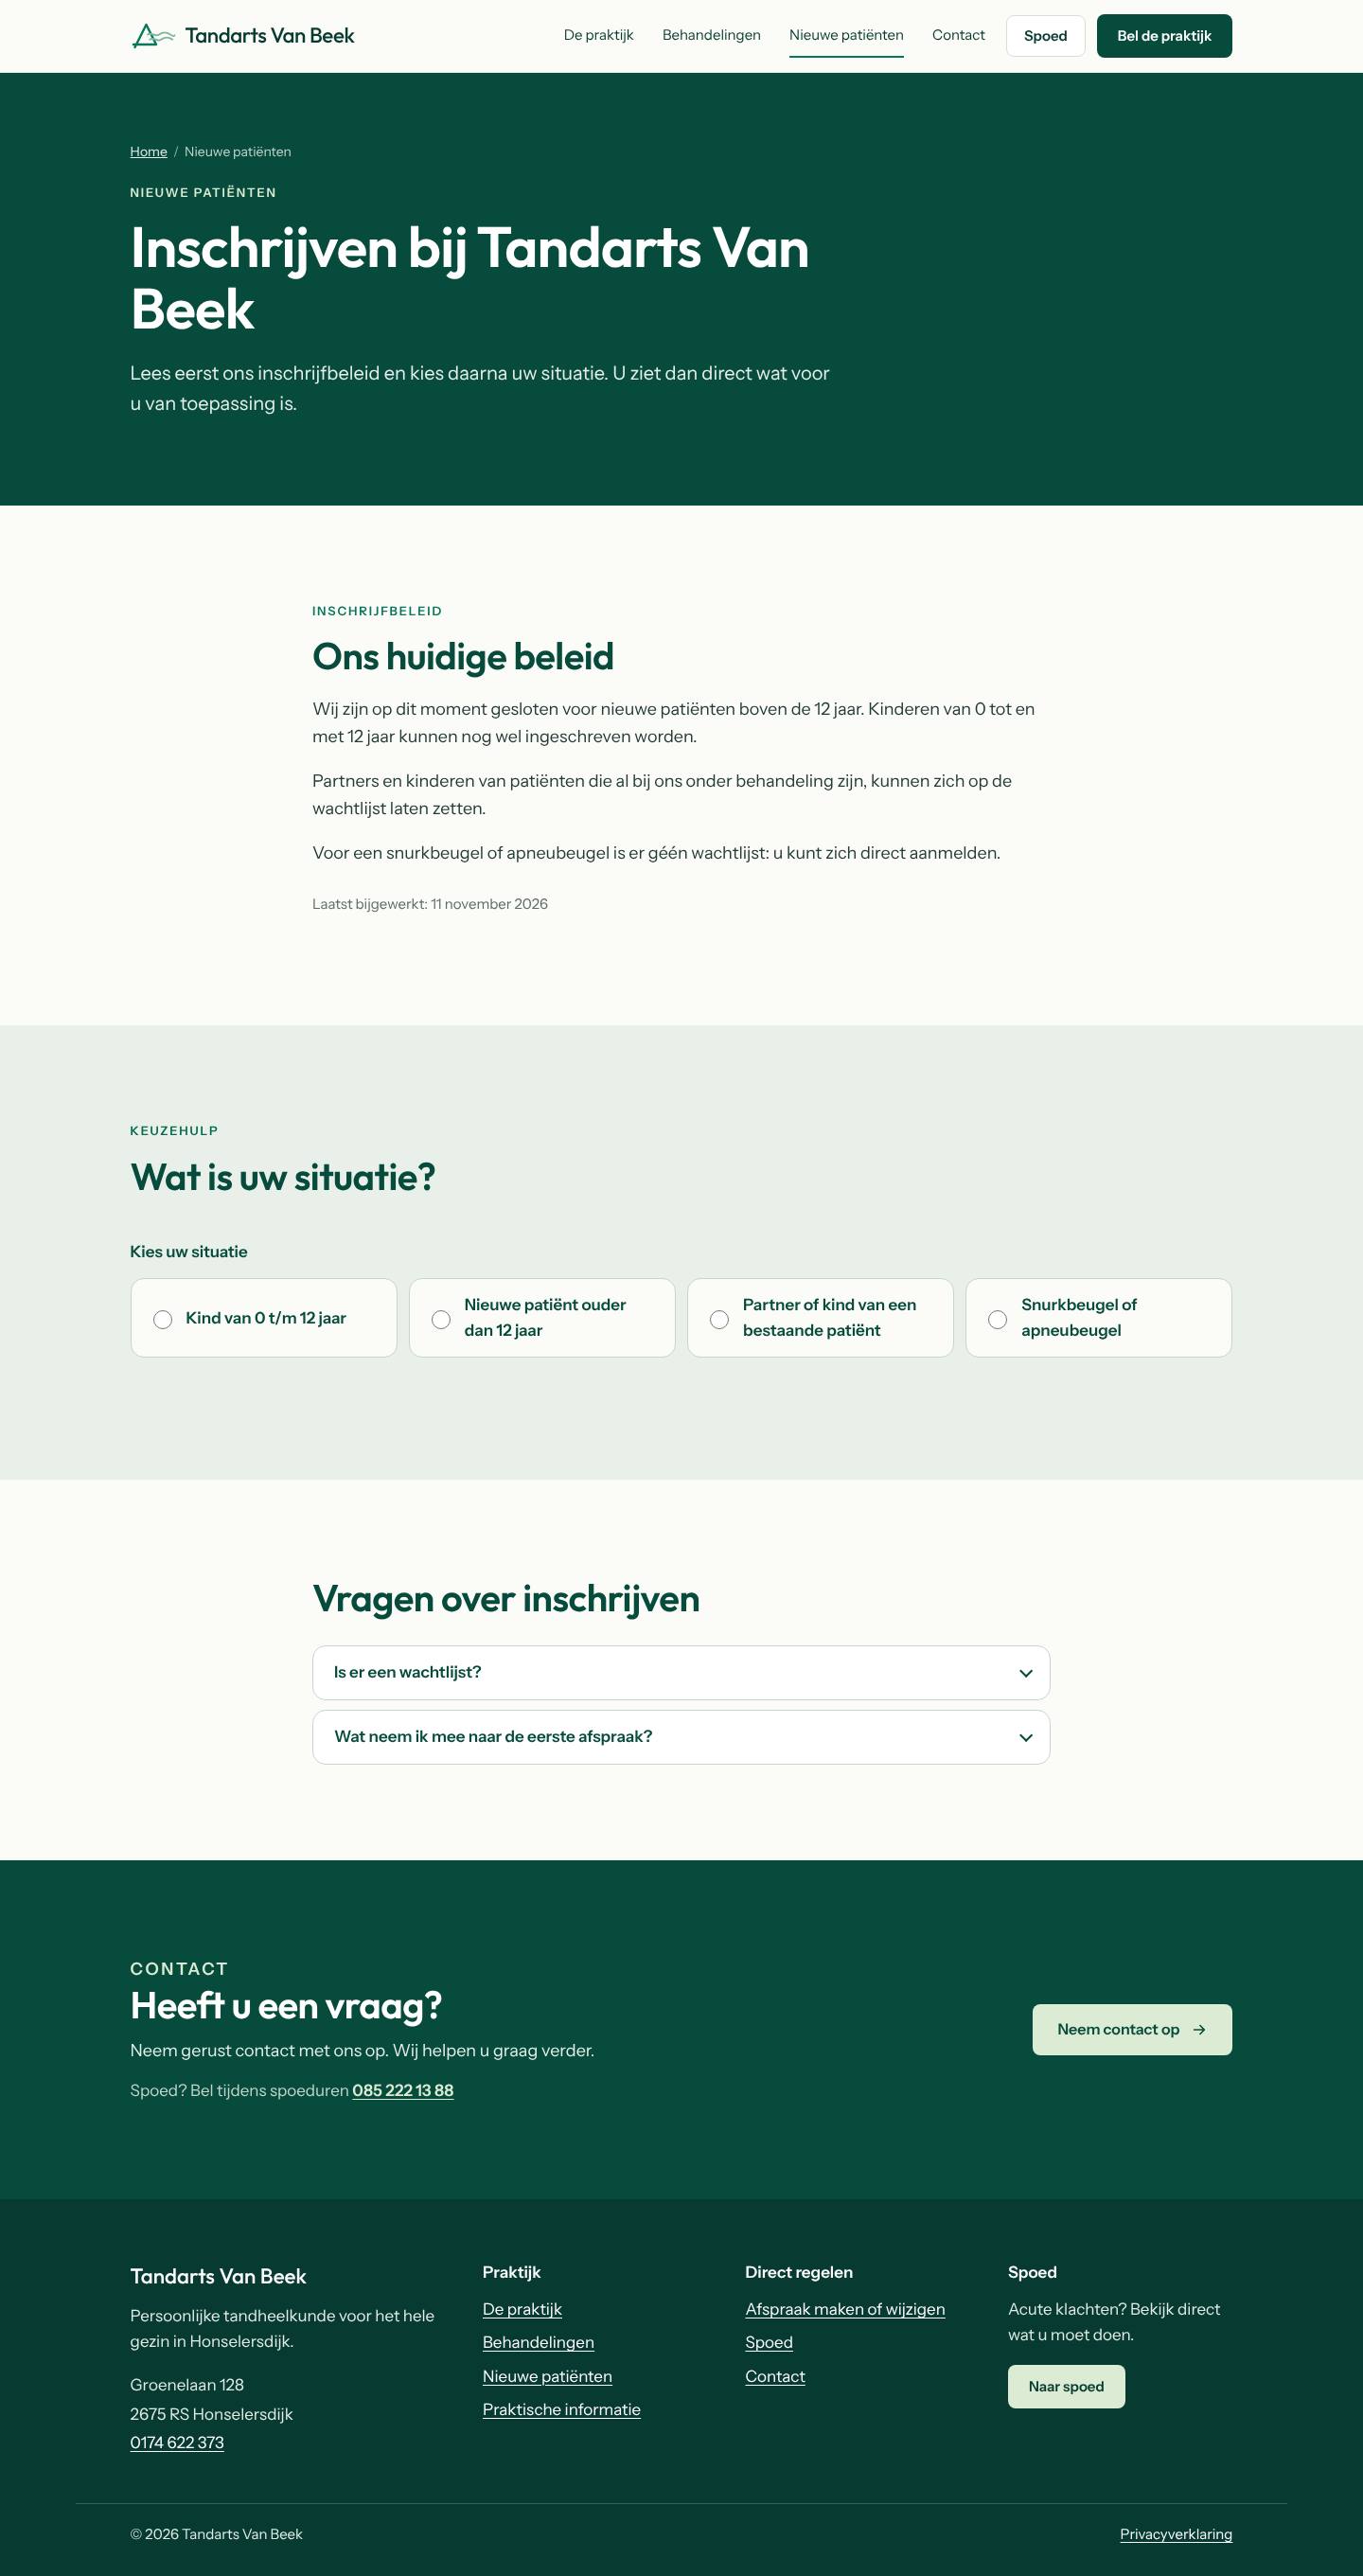 Tandarts Van Beek
De praktijk
Behandelingen
Nieuwe patiënten
Contact
Spoed
Bel de praktijk
Home / Nieuwe patiënten
NIEUWE PATIËNTEN
Inschrijven bij Tandarts Van
Beek
Lees eerst ons inschrijfbeleid en kies daarna uw situatie. U ziet dan direct wat voor
u van toepassing is.
INSCHRIJFBELEID
Ons huidige beleid
Wij zijn op dit moment gesloten voor nieuwe patiënten boven de 12 jaar. Kinderen van 0 tot en
met 12 jaar kunnen nog wel ingeschreven worden.
Partners en kinderen van patiënten die al bij ons onder behandeling zijn, kunnen zich op de
wachtlijst laten zetten.
Voor een snurkbeugel of apneubeugel is er géén wachtlijst: u kunt zich direct aanmelden.
Laatst bijgewerkt: 11 november 2026
KEUZEHULP
Wat is uw situatie?
Kies uw situatie
Kind van 0 t/m 12 jaar
Nieuwe patiënt ouder
dan 12 jaar
Partner of kind van een
bestaande patiënt
Snurkbeugel of
apneubeugel
Vragen over inschrijven
Is er een wachtlijst?
Wat neem ik mee naar de eerste afspraak?
CONTACT
Heeft u een vraag?
Neem gerust contact met ons op. Wij helpen u graag verder.
Spoed? Bel tijdens spoeduren 085 222 13 88
Neem contact op →
Tandarts Van Beek
Persoonlijke tandheelkunde voor het hele
gezin in Honselersdijk.
Groenelaan 128
2675 RS Honselersdijk
0174 622 373
Praktijk
De praktijk
Behandelingen
Nieuwe patiënten
Praktische informatie
Direct regelen
Afspraak maken of wijzigen
Spoed
Contact
Spoed
Acute klachten? Bekijk direct
wat u moet doen.
Naar spoed
© 2026 Tandarts Van Beek
Privacyverklaring